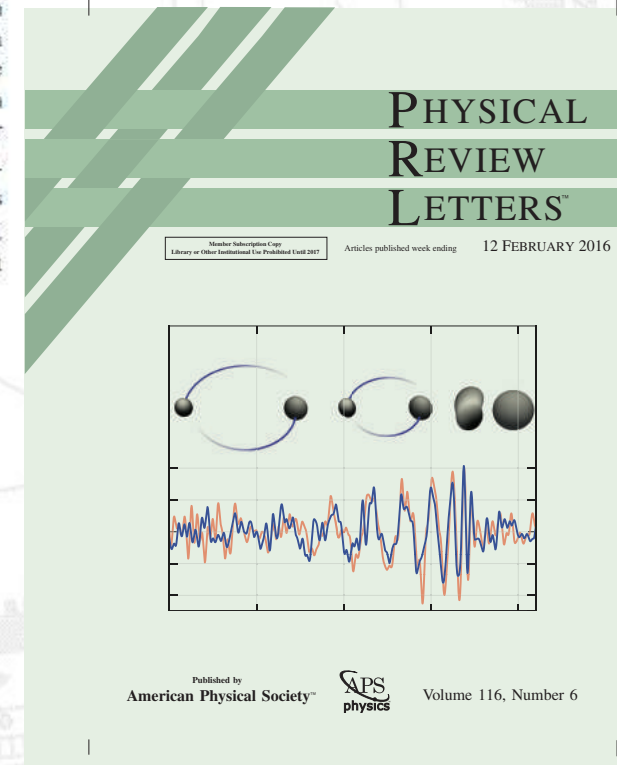 PHYSICAL
REVIEW
LETTERS™
Member Subscription Copy
Library or Other Institutional Use Prohibited Until 2017
Articles published week ending
12 FEBRUARY 2016
Published by
American Physical Society™
APS
physics
Volume 116, Number 6